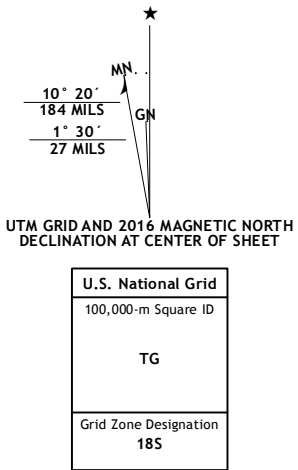 ★
MN
10° 20´
184 MILS
GN
1° 30´
27 MILS
UTM GRID AND 2016 MAGNETIC NORTH
DECLINATION AT CENTER OF SHEET
U.S. National Grid
100,000-m Square ID
TG
Grid Zone Designation
18S